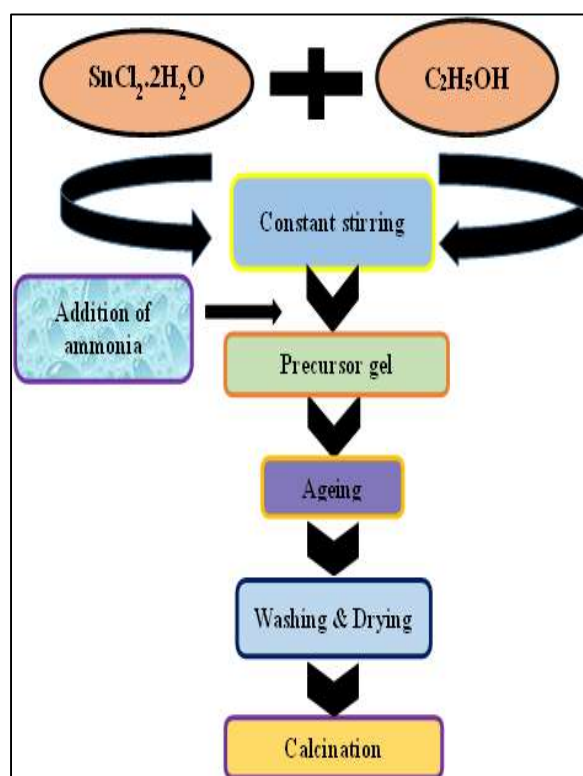 SnCl₂.2H₂O
C₂H₅OH
Constant stirring
Addition of
ammonia
Precursor gel
Ageing
Washing & Drying
Calcination